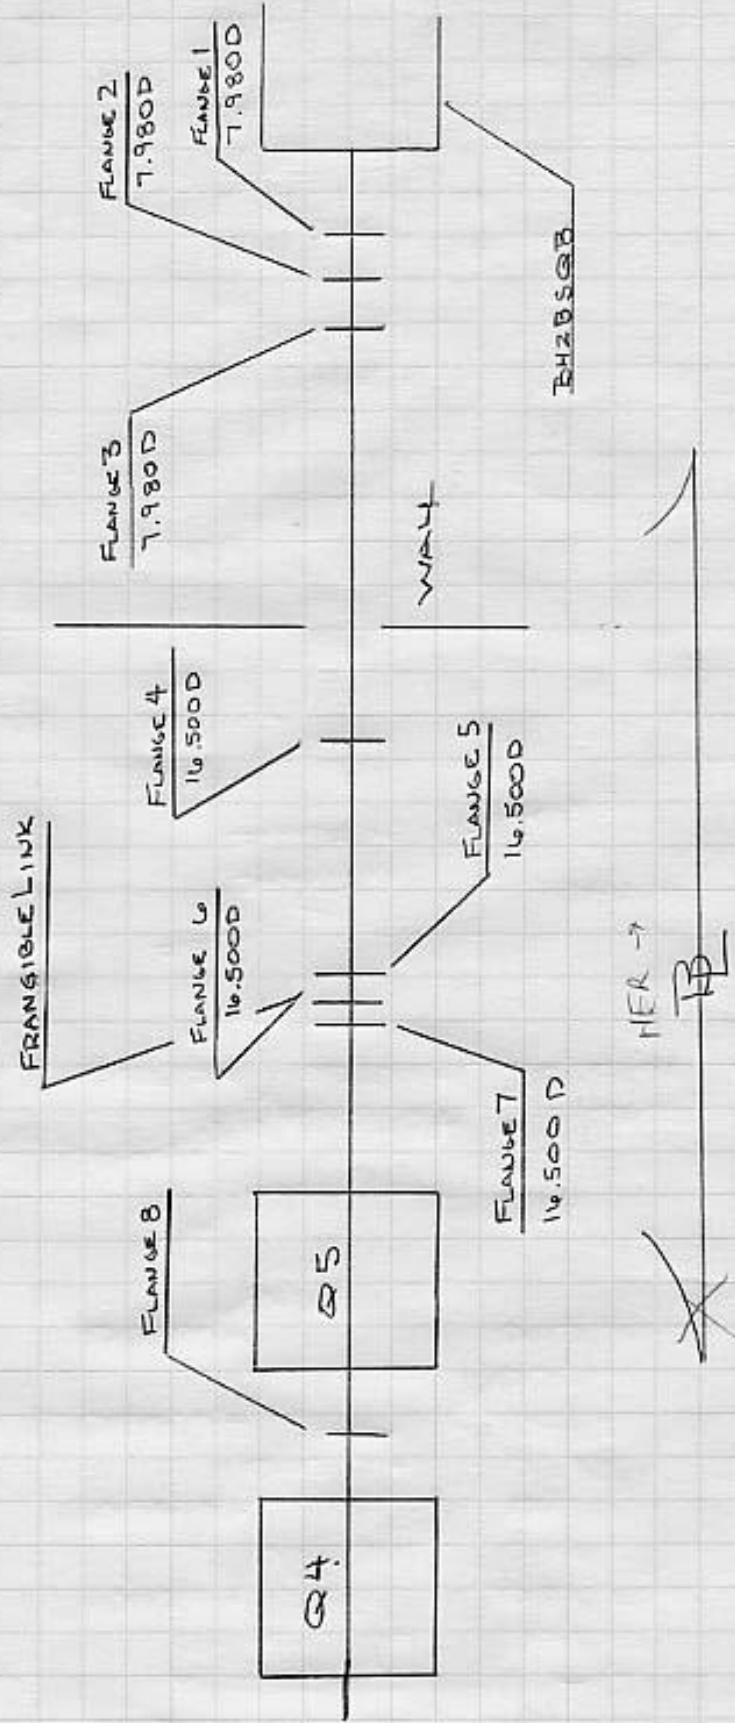 FRANGIBLE LINK
FLANGE 2
7.980D
FLANGE 1
7.980D
FLANGE 3
7.980D
FLANGE 4
16.500D
FLANGE 6
16.500D
FLANGE 8
Q4
Q5
WALL
FLANGE 5
16.500D
FLANGE 7
16.500D
HER →